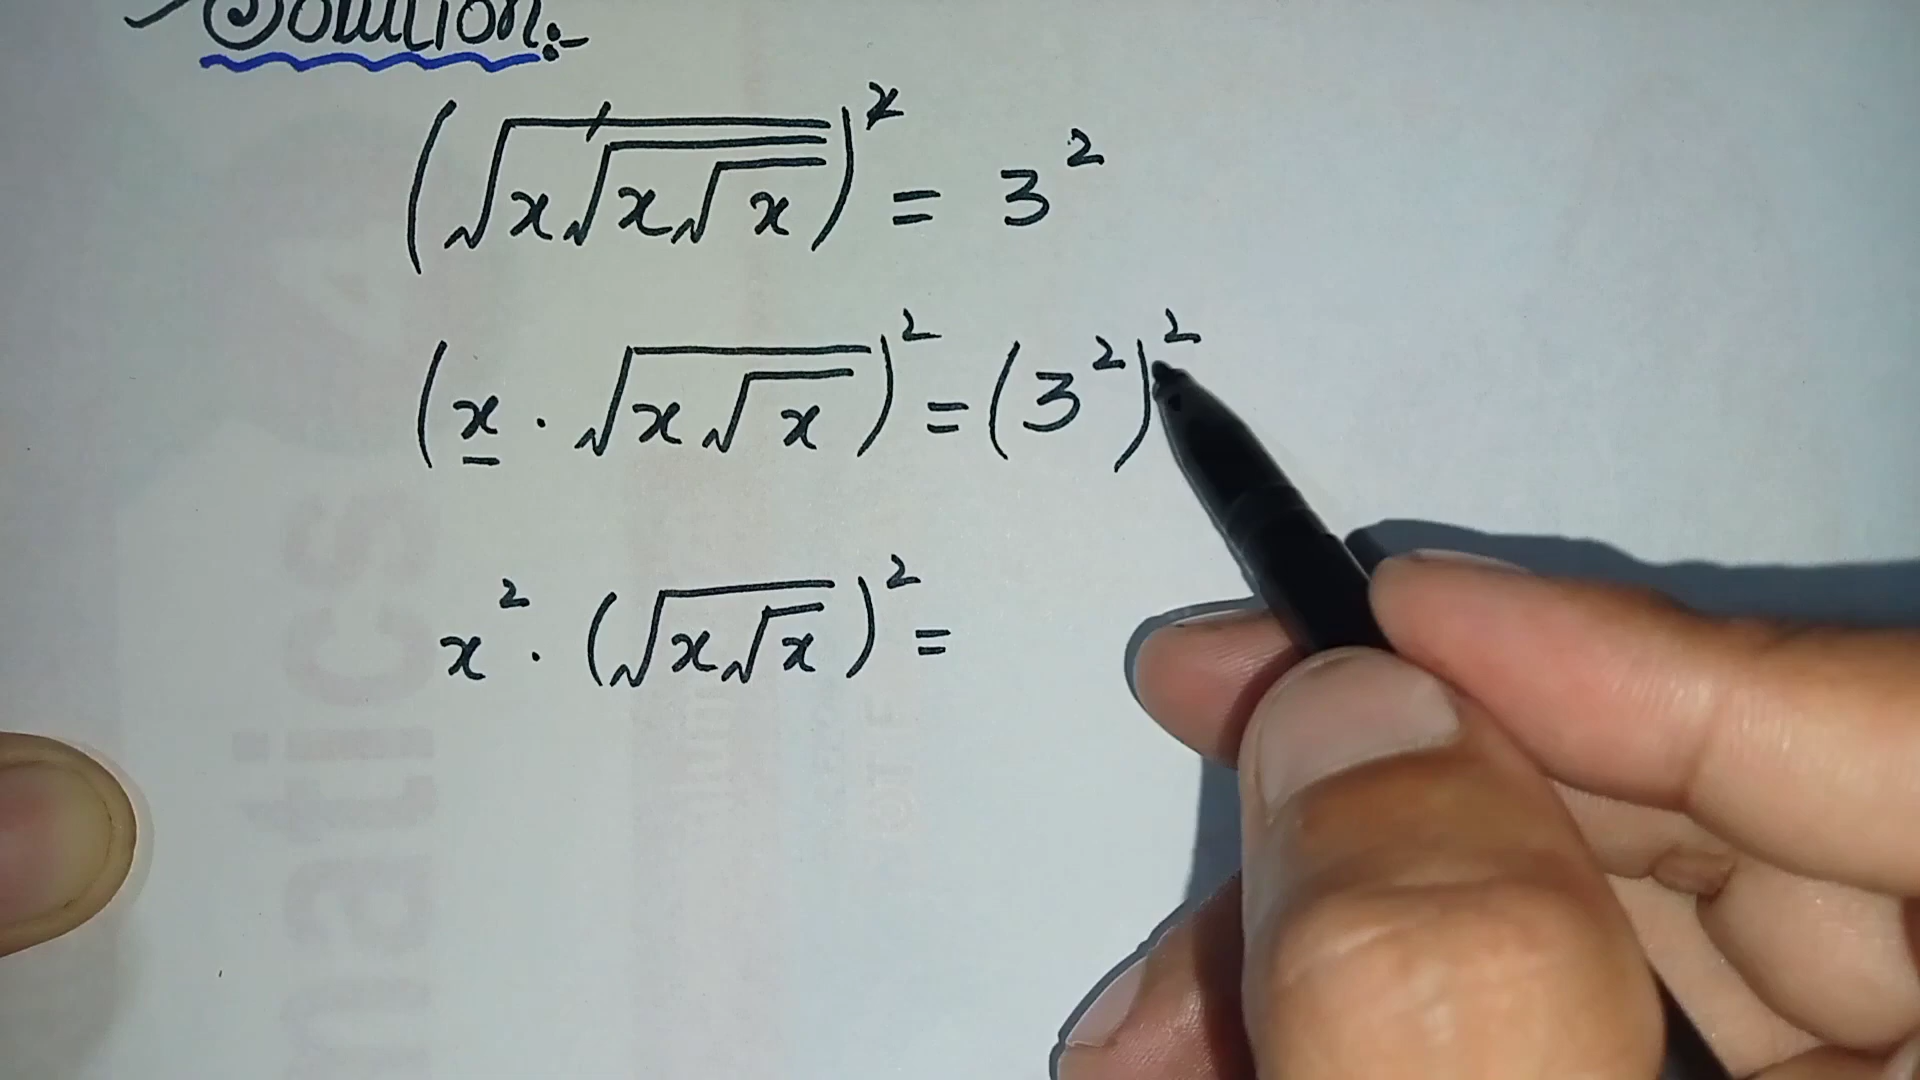 Solution:-
(√x√x√x)² = 3²
(x · √x√x)² = (3²)²
x² · (√x√x)² =